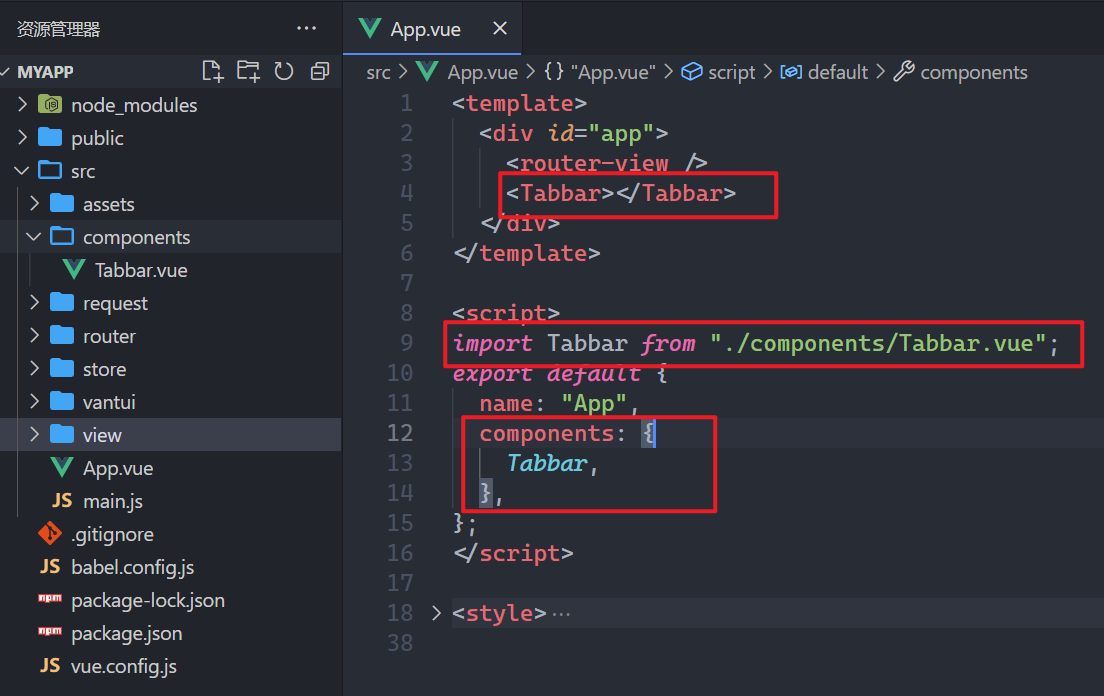 资源管理器 ···
MYAPP
node_modules
public
src
assets
components
Tabbar.vue
request
router
store
vantui
view
App.vue
JS main.js
.gitignore
JS babel.config.js
npm package-lock.json
npm package.json
JS vue.config.js
App.vue
src > App.vue > {} "App.vue" > script > default > components
1 <template>
2 <div id="app">
3 <router-view />
4 <Tabbar></Tabbar>
5 </div>
6 </template>
7
8 <script>
9 import Tabbar from "./components/Tabbar.vue";
10 export default {
11 name: "App",
12 components: {
13 Tabbar,
14 },
15 };
16 </script>
17
18 <style>···
38